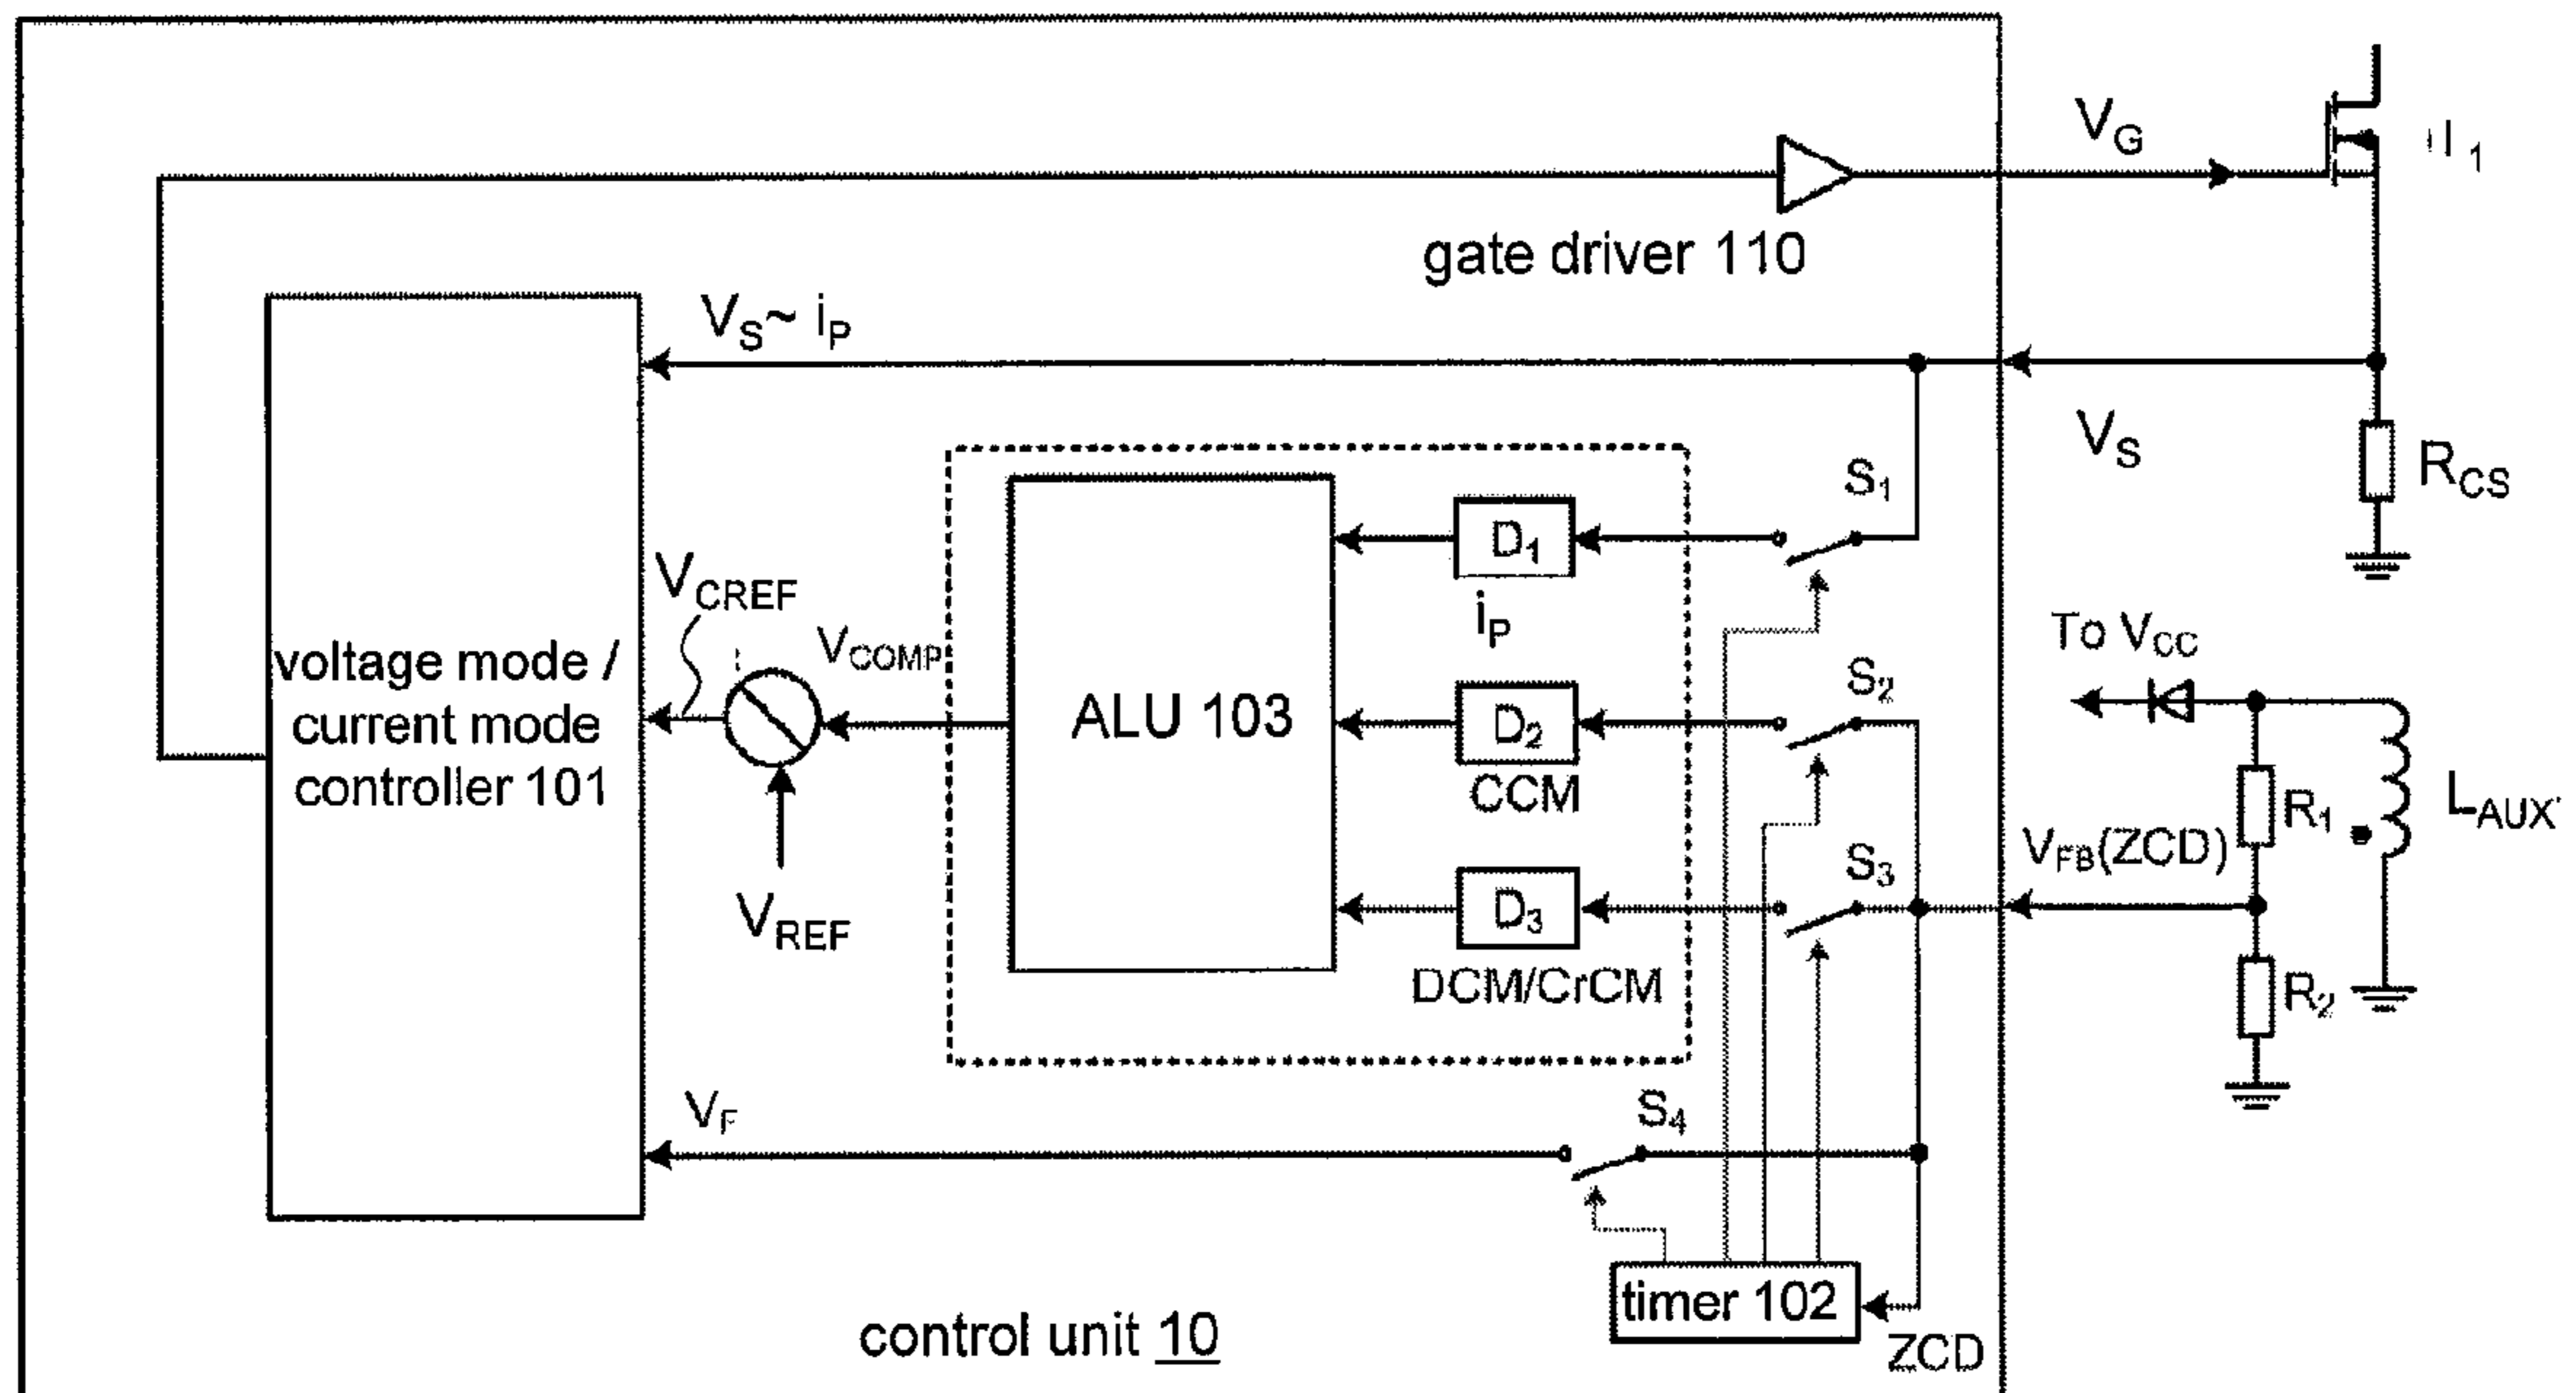 V_G
gate driver 110
V_S~ i_P
V_S
R_CS
S_1
D_1
i_P
V_CREF
V_COMP
To V_CC
S_2
voltage mode /
current mode
controller 101
ALU 103
D_2
CCM
R_1
L_AUX
V_FB(ZCD)
S_3
V_REF
D_3
DCM/CrCM
R_2
V_F
S_4
timer 102
control unit 10
ZCD